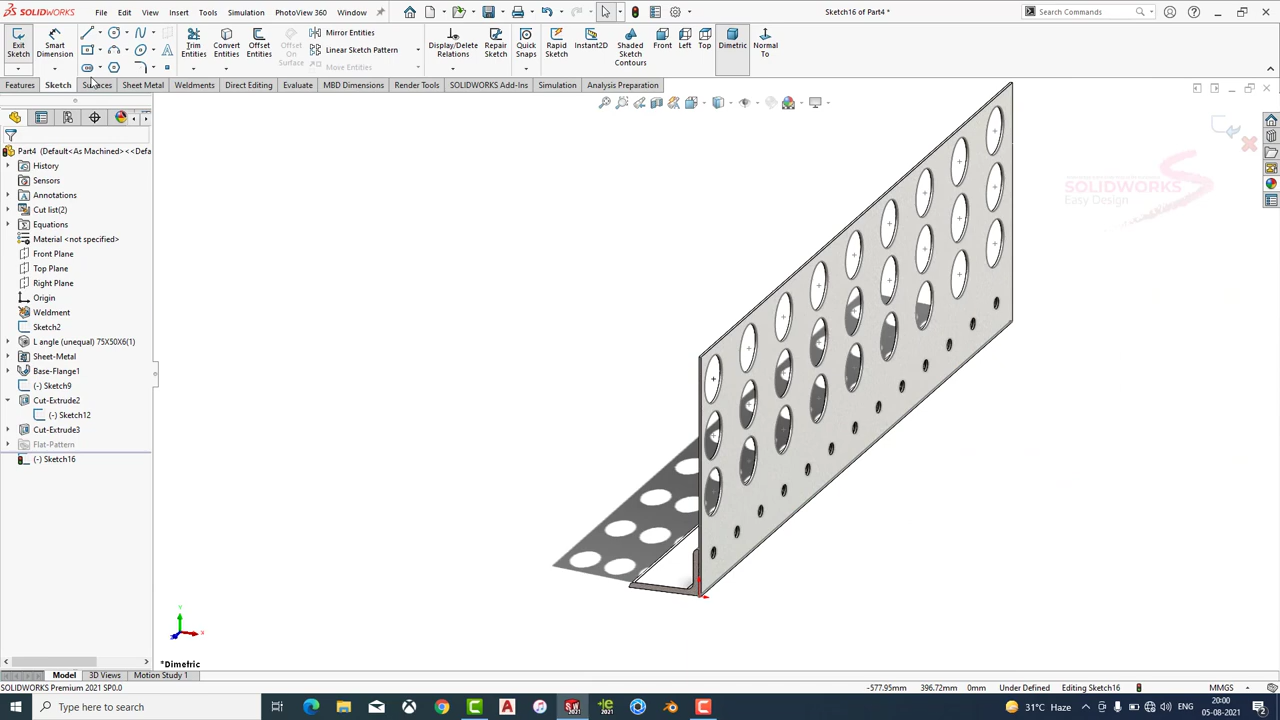 SOLIDWORKS File Edit View Insert Tools Simulation PhotoView 360 Window Sketch16 of Part4 * Search Commands
Exit Sketch Smart Dimension Trim Entities Convert Entities Offset Entities Offset On Surface Mirror Entities Linear Sketch Pattern Move Entities Display/Delete Relations Repair Sketch Quick Snaps Rapid Sketch Instant2D Shaded Sketch Contours Front Left Top Dimetric Normal To
Features Sketch Surfaces Sheet Metal Weldments Direct Editing Evaluate MBD Dimensions Render Tools SOLIDWORKS Add-Ins Simulation Analysis Preparation
Part4 (Default<As Machined><<Defa
History
Sensors
Annotations
Cut list(2)
Equations
Material <not specified>
Front Plane
Top Plane
Right Plane
Origin
Weldment
Sketch2
L angle (unequal) 75X50X6(1)
Sheet-Metal
Base-Flange1
(-) Sketch9
Cut-Extrude2
(-) Sketch12
Cut-Extrude3
Flat-Pattern
(-) Sketch16
SOLIDWORKS
Easy Design
Y
X
*Dimetric
Model 3D Views Motion Study 1
SOLIDWORKS Premium 2021 SP0.0 -577.95mm 396.72mm 0mm Under Defined Editing Sketch16 MMGS
Type here to search 31°C Haze ENG 20:00
05-08-2021